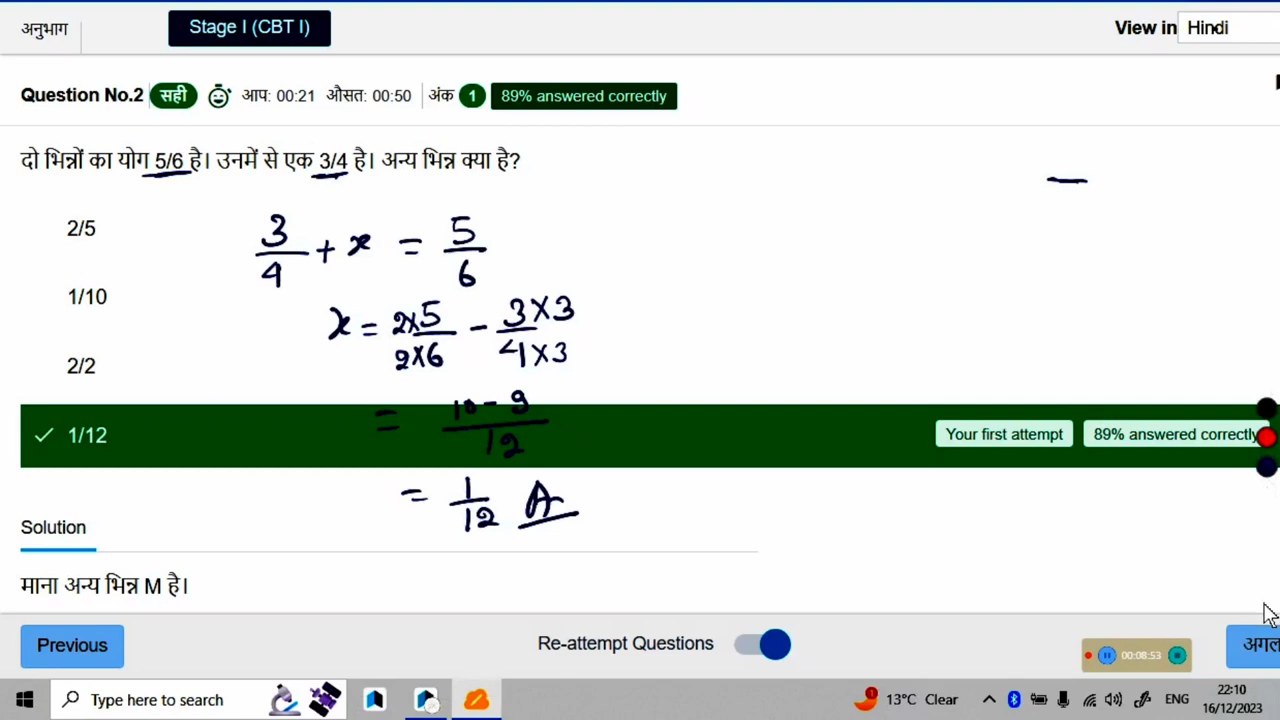 अनुभाग Stage I (CBT I) View in Hindi
Question No.2 सही आप: 00:21 औसत: 00:50 अंक 1 89% answered correctly
दो भिन्नों का योग 5/6 है। उनमें से एक 3/4 है। अन्य भिन्न क्या है?
2/5
1/10
2/2
1/12 Your first attempt 89% answered correctly
3/4 + x = 5/6
x = 2×5/2×6 - 3×3/4×3
= 10-9/12
= 1/12 A
Solution
माना अन्य भिन्न M है।
Previous Re-attempt Questions 00:08:53 अगल
Type here to search 1 13°C Clear ENG 22:10
16/12/2023